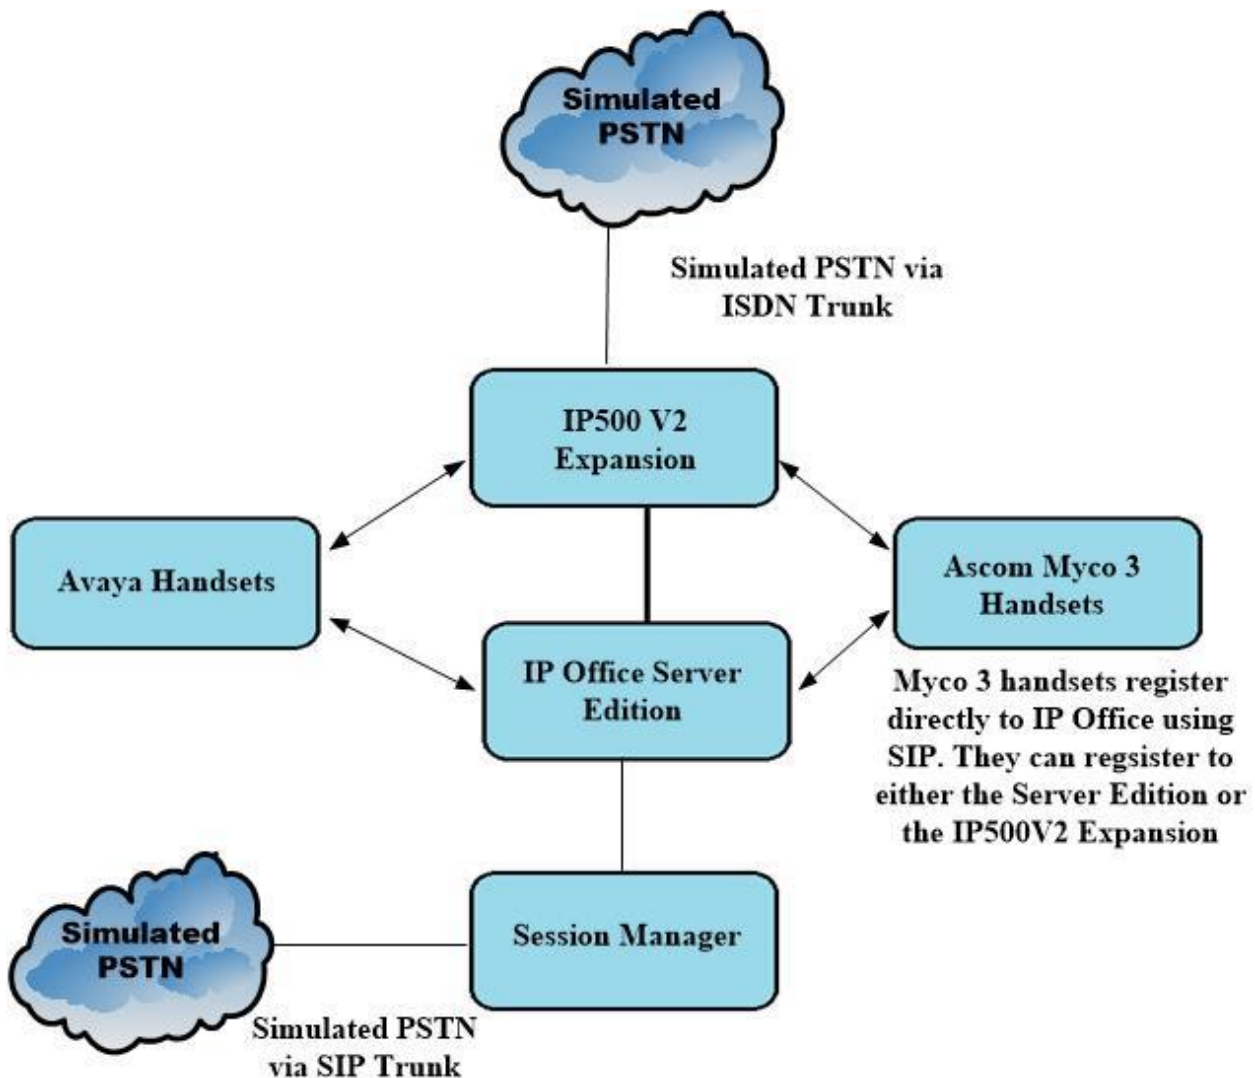 Simulated
PSTN
Simulated PSTN via
ISDN Trunk
IP500 V2
Expansion
Avaya Handsets
Ascom Myco 3
Handsets
IP Office Server
Edition
Myco 3 handsets register
directly to IP Office using
SIP. They can regsister to
either the Server Edition or
the IP500V2 Expansion
Session Manager
Simulated
PSTN
Simulated PSTN
via SIP Trunk